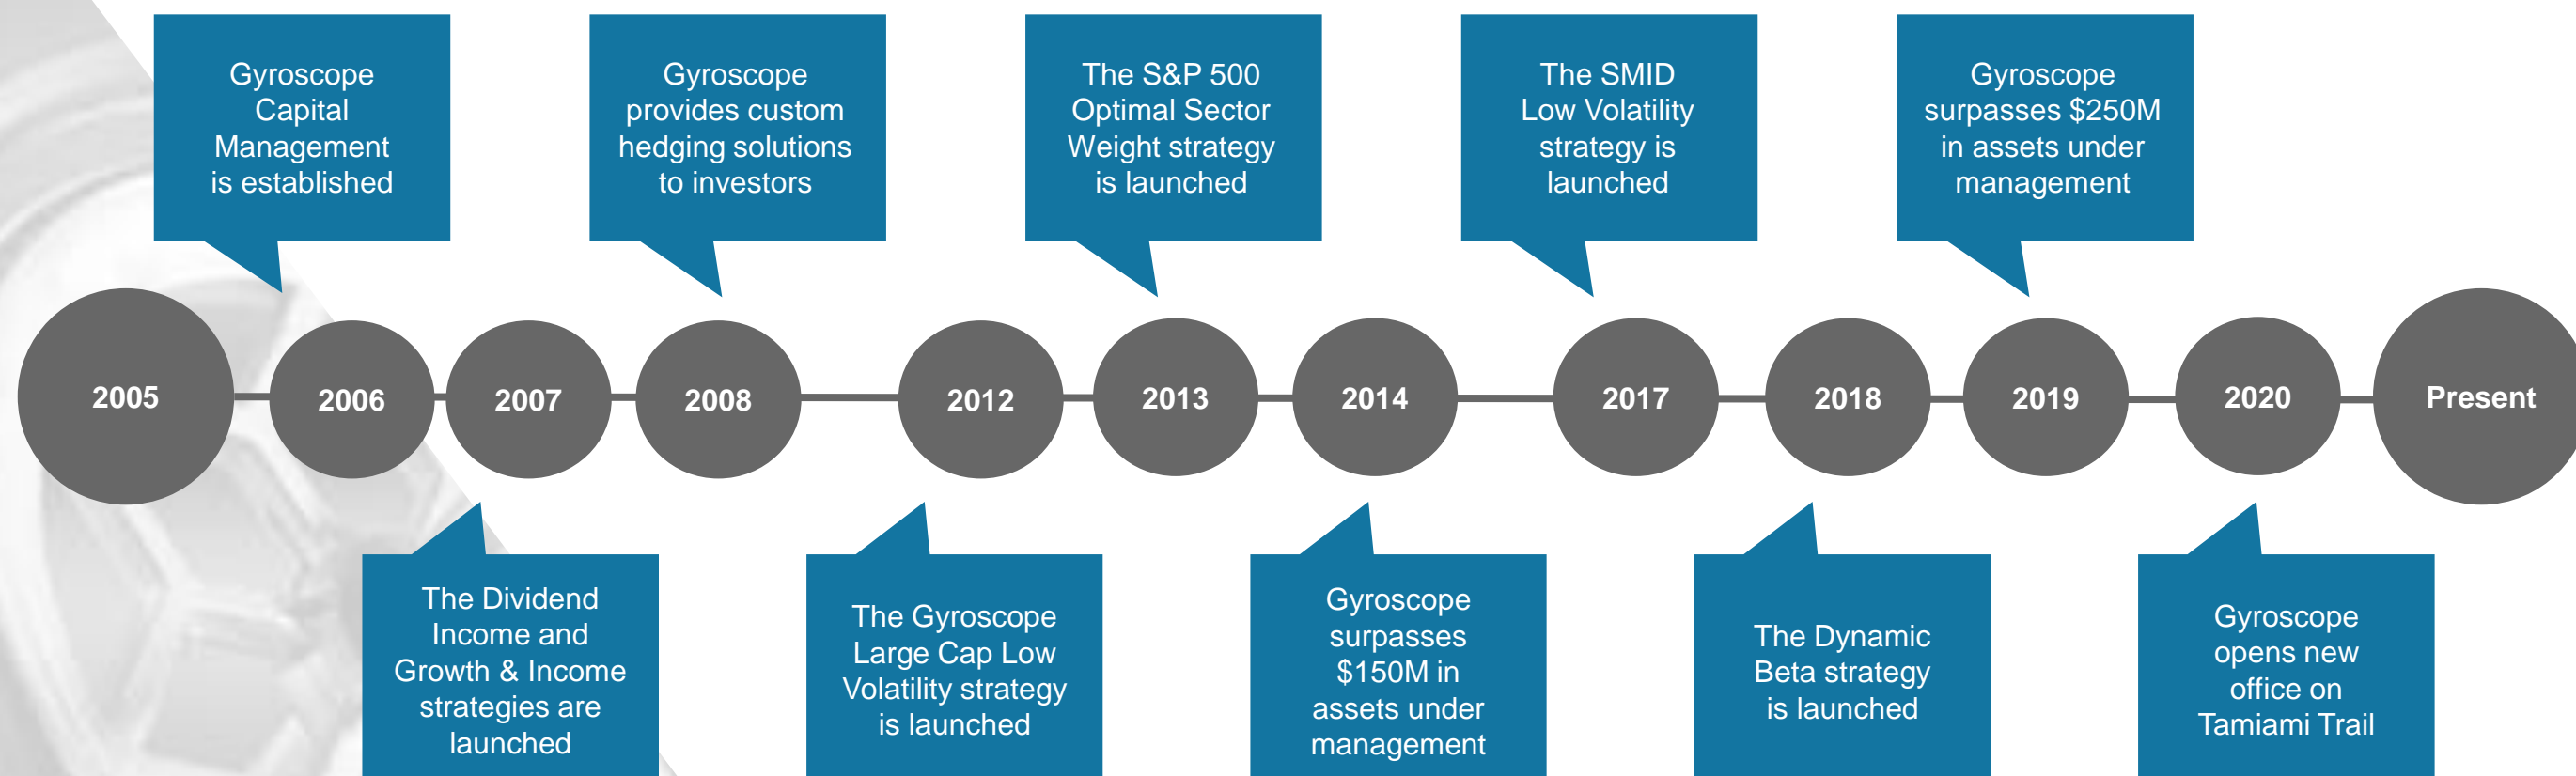 Gyroscope
Capital
Management
is established
Gyroscope
provides custom
hedging solutions
to investors
The S&P 500
Optimal Sector
Weight strategy
is launched
The SMID
Low Volatility
strategy is
launched
Gyroscope
surpasses $250M
in assets under
management
2005
2006
2007
2008
2012
2013
2014
2017
2018
2019
2020
Present
The Dividend
Income and
Growth & Income
strategies are
launched
The Gyroscope
Large Cap Low
Volatility strategy
is launched
Gyroscope
surpasses
$150M in
assets under
management
The Dynamic
Beta strategy
is launched
Gyroscope
opens new
office on
Tamiami Trail